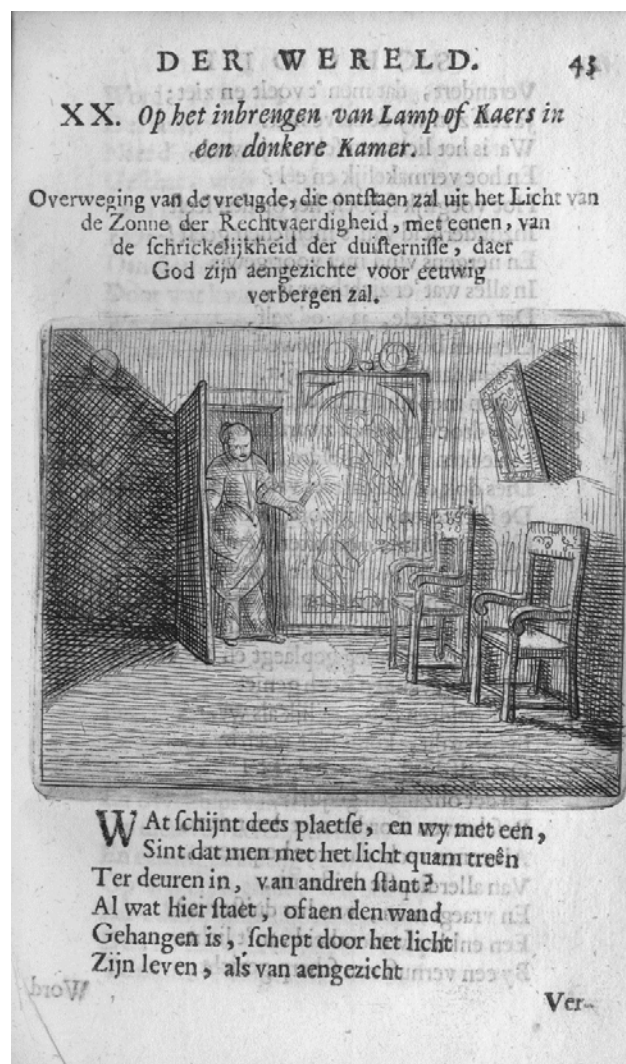 DER WERELD. 43
XX. Op het inbrengen van Lamp of Kaers in
een donkere Kamer.
Overweging van de vreugde, die ontſtaen zal uit het Licht van
de Zonne der Rechtvaerdigheid, met eenen, van
de ſchrickelijkheid der duiſterniſſe, daer
God zijn aengezichte voor eeuwig
verbergen zal.
WAt ſchijnt dees plaetſe, en wy met een,
Sint dat men met het licht quam treên
Ter deuren in, van andren ſtant?
Al wat hier ſtaet, of aen den wand
Gehangen is, ſchept door het licht
Zijn leven, als van aengezicht
Ver-